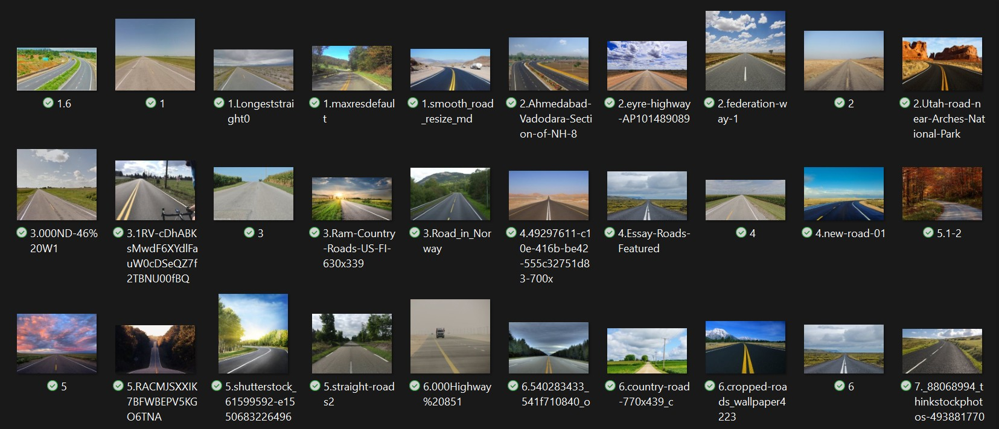 1.6
1
1.Longeststrai
ght0
1.maxresdefaul
t
1.smooth_road
_resize_md
2.Ahmedabad-
Vadodara-Secti
on-of-NH-8
2.eyre-highway
-AP101489089
2.federation-w
ay-1
2
2.Utah-road-n
ear-Arches-Nat
ional-Park
3.000ND-46%
20W1
3.1RV-cDhABK
sMwdF6XYdlFa
uW0cDSeQZ7f
2TBNU00fBQ
3
3.Ram-Country
-Roads-US-FI-
630x339
3.Road_in_Nor
way
4.49297611-c1
0e-416b-be42
-555c32751d8
3-700x
4.Essay-Roads-
Featured
4
4.new-road-01
5.1-2
5
5.RACMJSXXIK
7BFWBEPV5KG
O6TNA
5.shutterstock_
61599592-e15
50683226496
5.straight-road
s2
6.000Highway
%20851
6.540283433_
541f710840_o
6.country-road
-770x439_c
6.cropped-roa
ds_wallpaper4
223
6
7._88068994_t
hinkstockphot
os-493881770